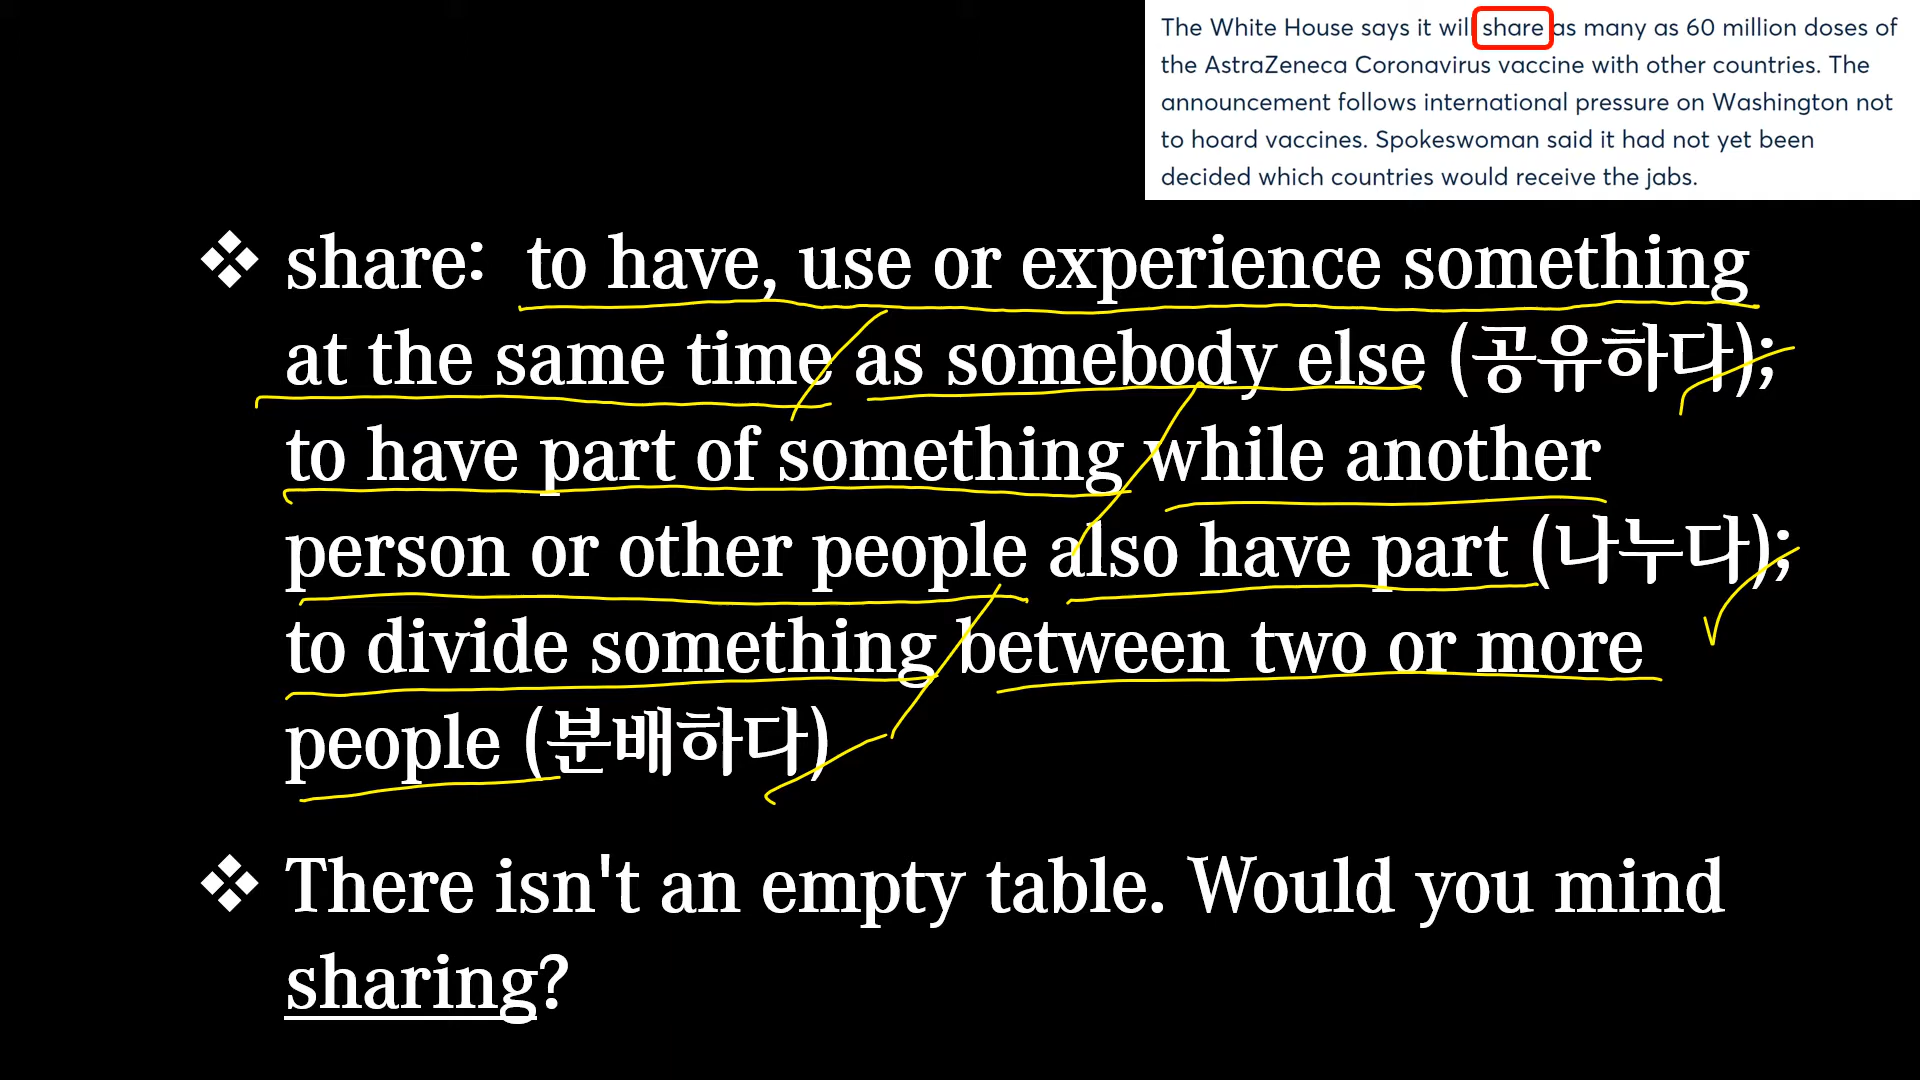 The White House says it will share as many as 60 million doses of
the AstraZeneca Coronavirus vaccine with other countries. The
announcement follows international pressure on Washington not
to hoard vaccines. Spokeswoman said it had not yet been
decided which countries would receive the jabs.
❖ share: to have, use or experience something
at the same time as somebody else (공유하다);
to have part of something while another
person or other people also have part (나누다);
to divide something between two or more
people (분배하다)
❖ There isn't an empty table. Would you mind
sharing?